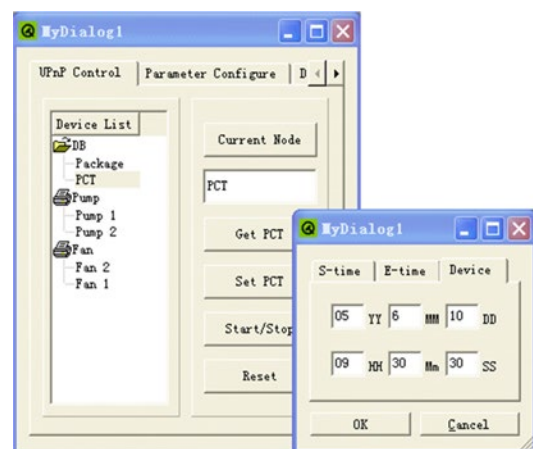 MyDialog1
UPnP Control Parameter Configure D
Device List
DB
Package
PCT
Pump
Pump 1
Pump 2
Fan
Fan 2
Fan 1
Current Node
PCT
Get PCT
Set PCT
Start/Stop
Reset
MyDialog1
S-time E-time Device
05 YY 6 MM 10 DD
09 HH 30 Mm 30 SS
OK Cancel